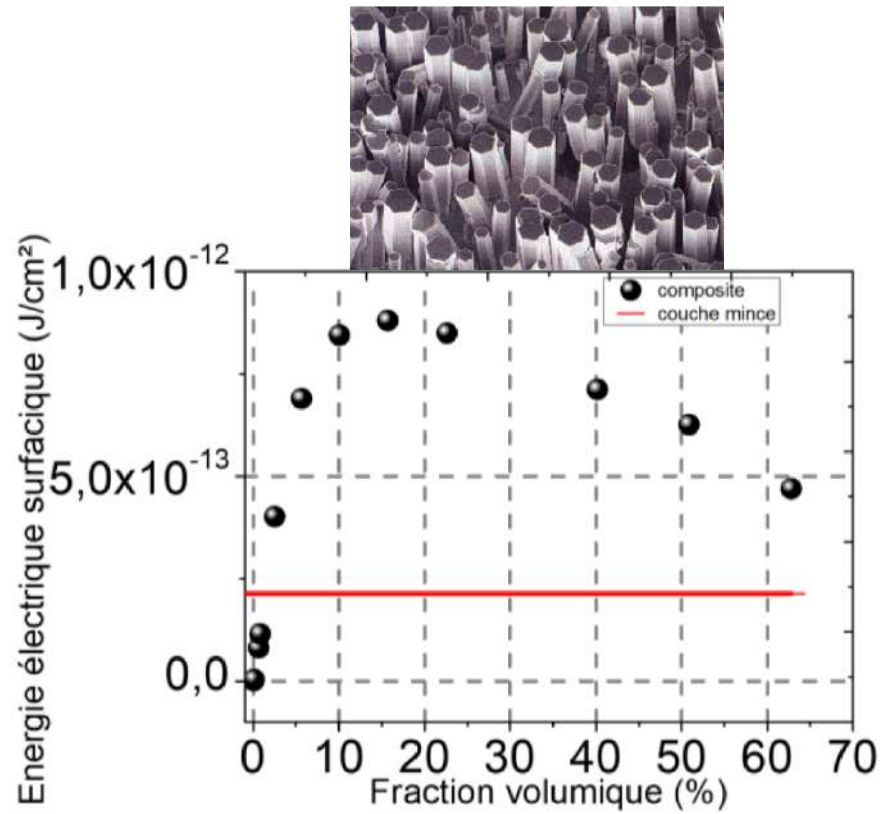 Energie électrique surfacique (J/cm²)
1,0x10⁻¹²
5,0x10⁻¹³
0,0
composite
couche mince
0 10 20 30 40 50 60 70
Fraction volumique (%)